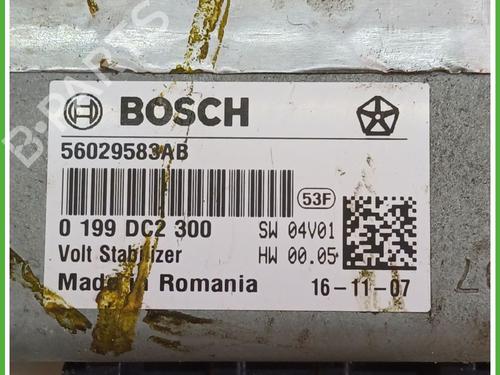 BOSCH
56029583AB
53F
0 199 DC2 300 SW 04V01
Volt Stabilizer HW 00.05
Made in Romania 16-11-07
B-PARTS